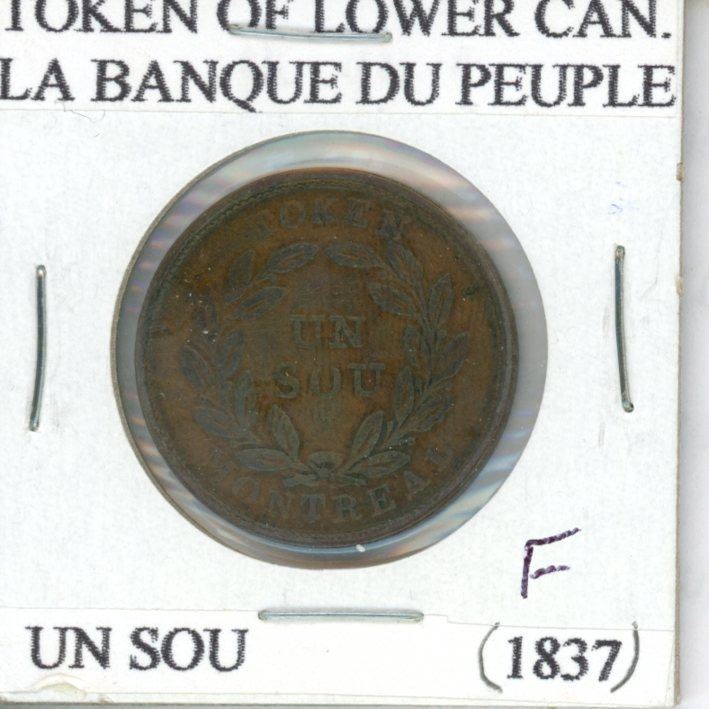 TOKEN OF LOWER CAN.
LA BANQUE DU PEUPLE
TOKEN
UN
SOU
MONTREAL
F
UN SOU (1837)